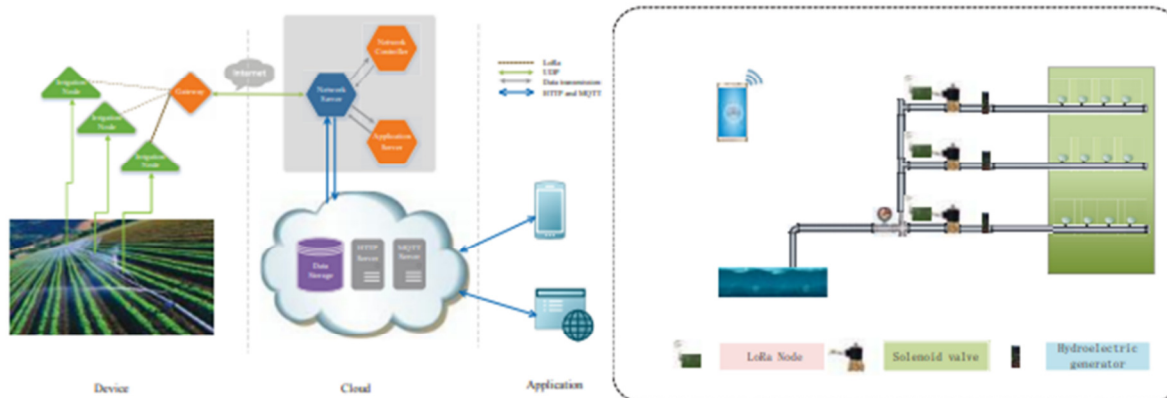 Irrigation
Node
Irrigation
Node
Irrigation
Node
Gateway
Internet
Network
Controller
Network
Server
Application
Server
LoRa
UDP
Data transmission
HTTP and MQTT
Data
Storage
HTTP
Server
MQTT
Server
Device
Cloud
Application
LoRa Node
Solenoid valve
Hydroelectric
generator